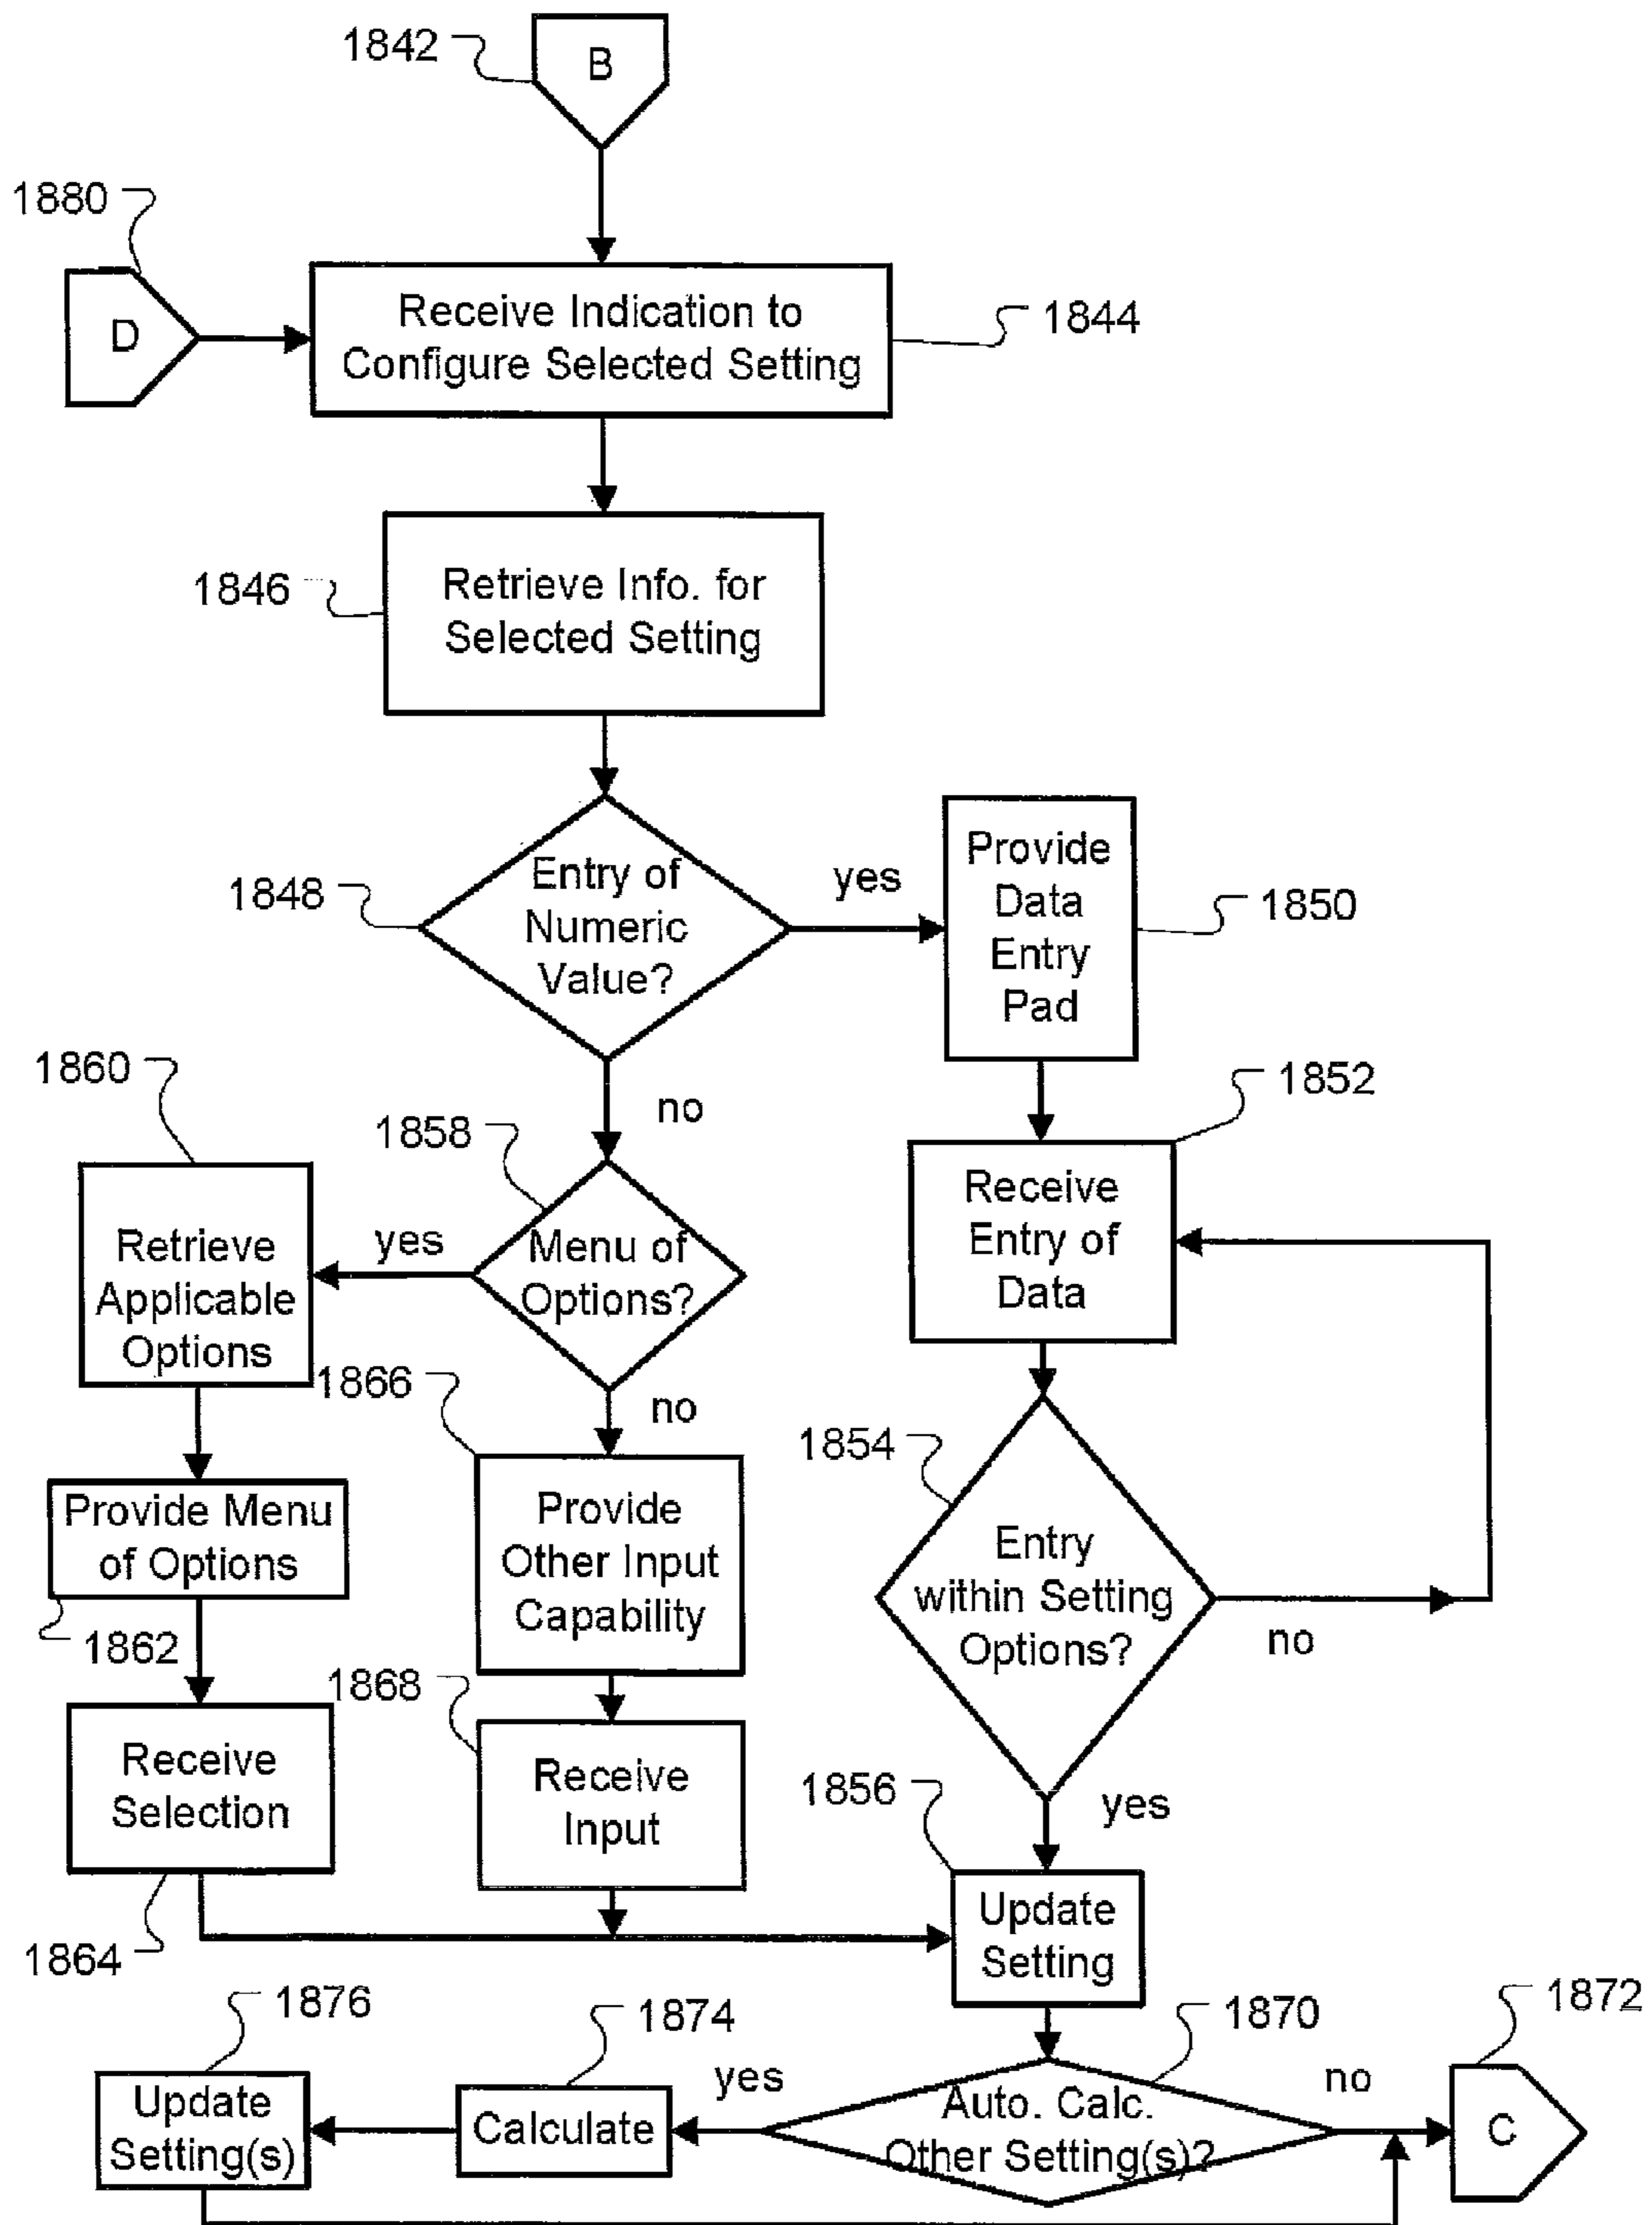 1842
B
1880
D
Receive Indication to
Configure Selected Setting
1844
1846
Retrieve Info. for
Selected Setting
1848
Entry of
Numeric
Value?
yes
Provide
Data
Entry
Pad
1850
no
1860
1858
1852
Retrieve
Applicable
Options
yes
Menu of
Options?
Receive
Entry of
Data
1866
no
1854
Provide Menu
of Options
1862
Provide
Other Input
Capability
Entry
within Setting
Options?
no
1868
Receive
Selection
1864
Receive
Input
1856
yes
Update
Setting
1876
1874
1870
1872
Update
Setting(s)
Calculate
yes
Auto. Calc.
Other Setting(s)?
no
C